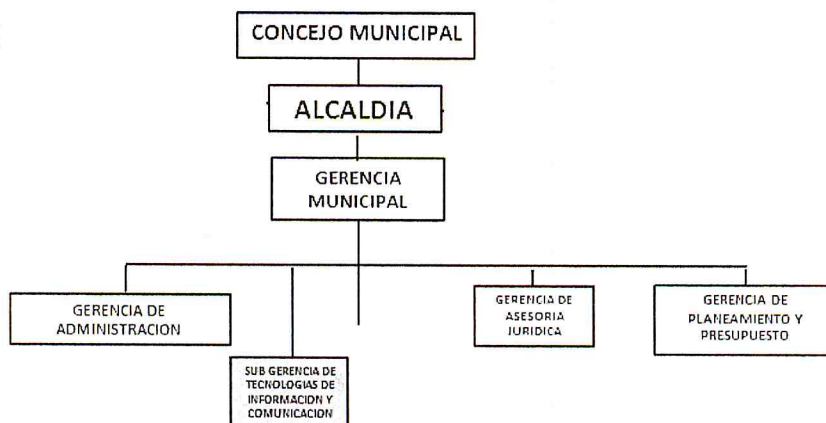 CONCEJO MUNICIPAL
ALCALDIA
GERENCIA
MUNICIPAL
GERENCIA DE
ADMINISTRACION
SUB GERENCIA DE
TECNOLOGIAS DE
INFORMACION Y
COMUNICACION
GERENCIA DE
ASESORIA
JURIDICA
GERENCIA DE
PLANEAMIENTO Y
PRESUPUESTO